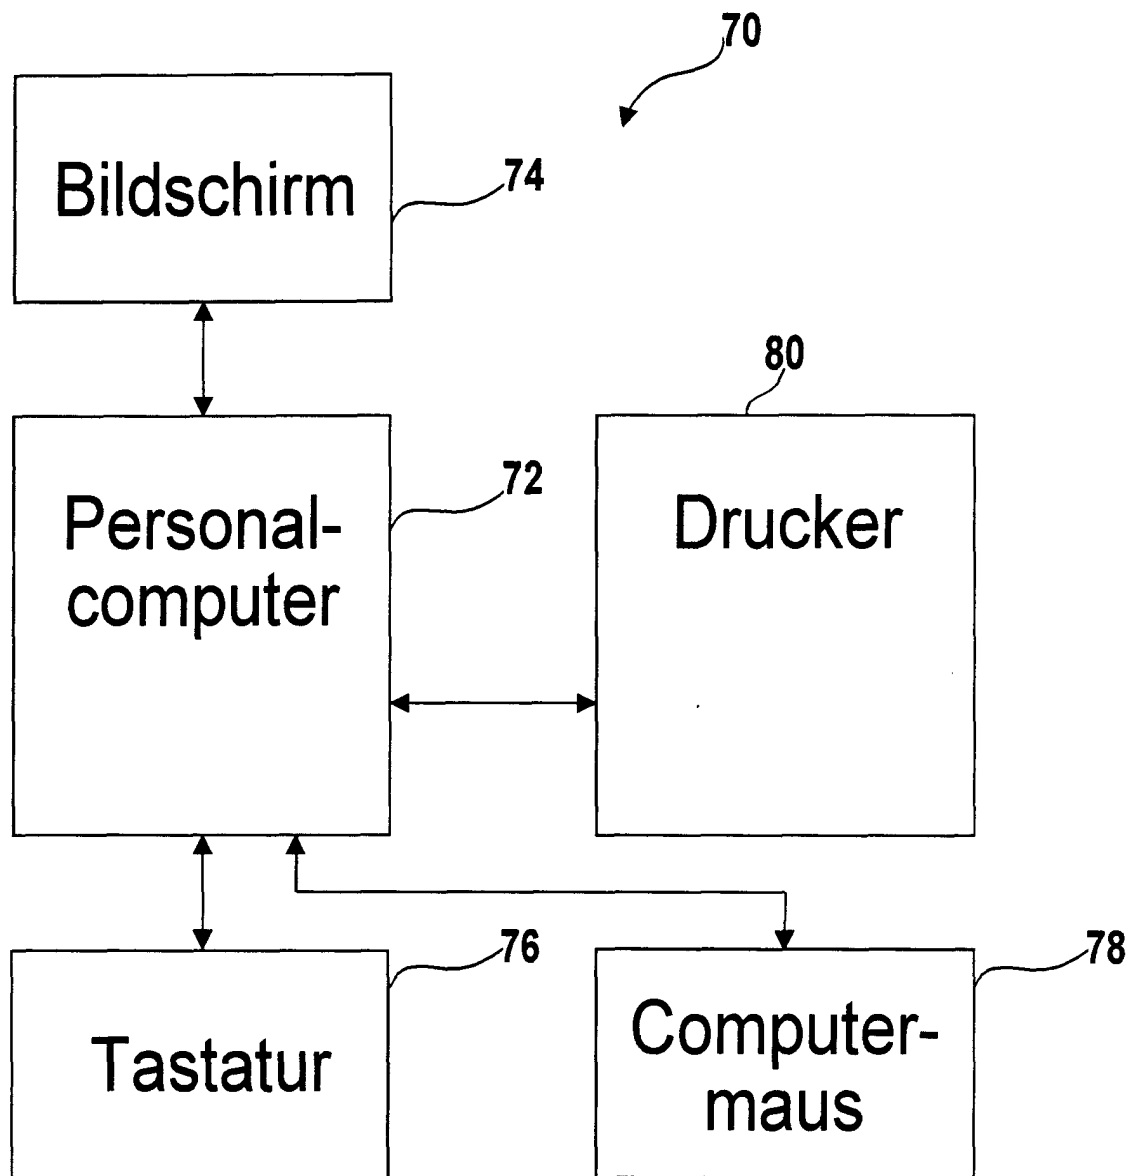 70
Bildschirm
74
80
Personal-
computer
72
Drucker
76
78
Tastatur
Computer-
maus